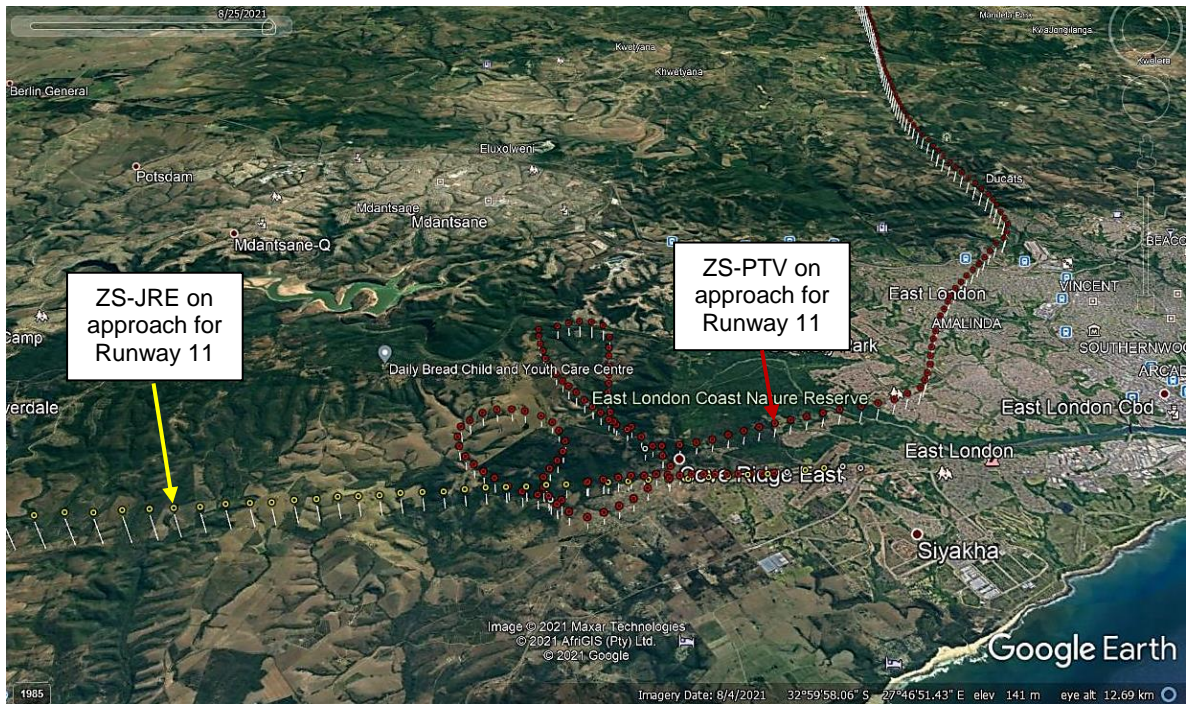 8/25/2021
Mandela Park
Kwetyana
Kwelera
Khwetyana
Berlin General
Eluxolweni
Potsdam
Ducats
Mdantsane
Mdantsane
Mdantsane-Q
ZS-JRE on
approach for
Runway 11
ZS-PTV on
approach for
Runway 11
East London
VINCENT
AMALINDA
Park
Daily Bread Child and Youth Care Centre
East London Coast Nature Reserve
East London Cbd
East London
Ridge East
Siyakha
Image © 2021 Maxar Technologies
© 2021 AfriGIS (Pty) Ltd.
© 2021 Google
Google Earth
1985
Imagery Date: 8/4/2021 32°59'58.06" S 27°46'51.43" E elev 141 m eye alt 12.69 km